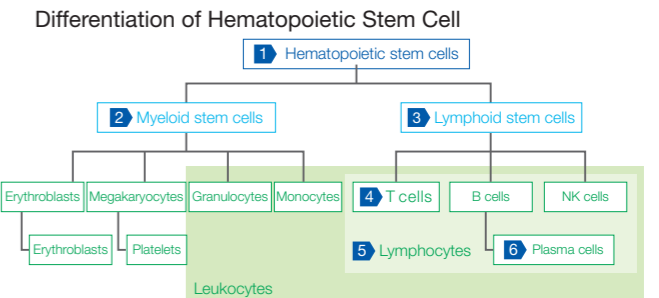 Differentiation of Hematopoietic Stem Cell
1 Hematopoietic stem cells
2 Myeloid stem cells
3 Lymphoid stem cells
Erythroblasts
Megakaryocytes
Granulocytes
Monocytes
4 T cells
B cells
NK cells
Erythroblasts
Platelets
5 Lymphocytes
6 Plasma cells
Leukocytes